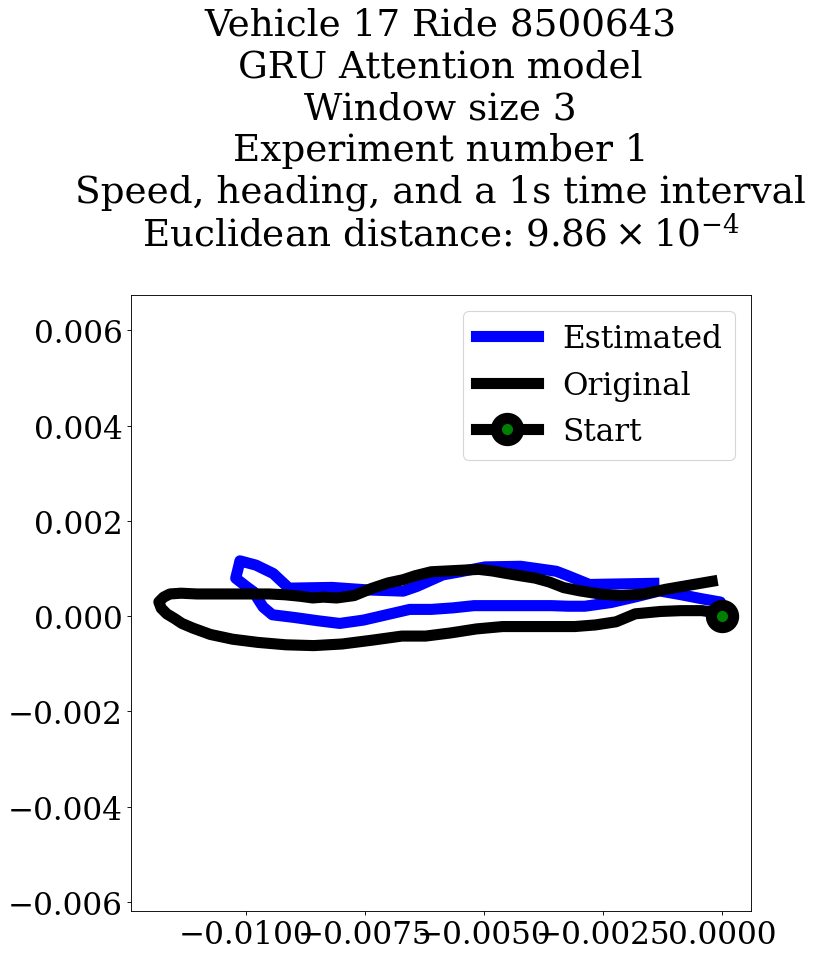 Vehicle 17 Ride 8500643
GRU Attention model
Window size 3
Experiment number 1
Speed, heading, and a 1s time interval
Euclidean distance: 9.86 × 10⁻⁴
Estimated
Original
Start
0.006
0.004
0.002
0.000
−0.002
−0.004
−0.006
−0.0100 −0.0075 −0.0050 −0.0025 0.0000